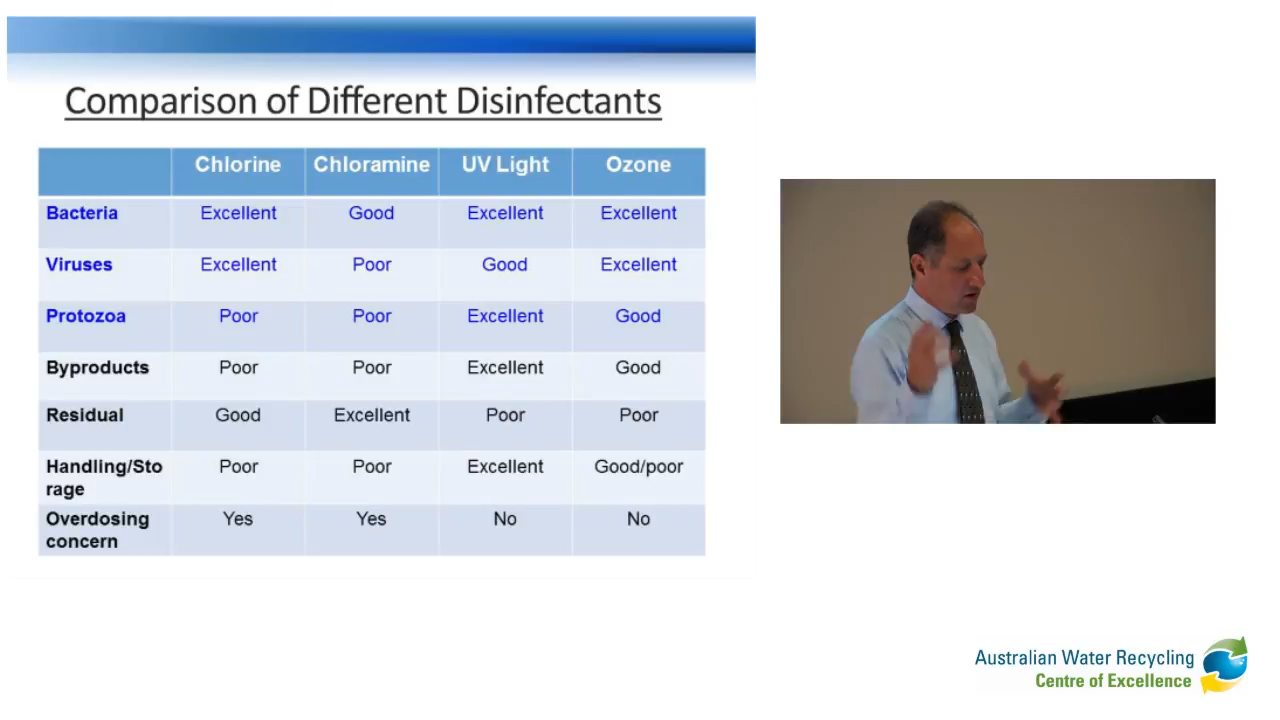 Comparison of Different Disinfectants
Chlorine Chloramine UV Light Ozone
Bacteria Excellent Good Excellent Excellent
Viruses Excellent Poor Good Excellent
Protozoa Poor Poor Excellent Good
Byproducts Poor Poor Excellent Good
Residual Good Excellent Poor Poor
Handling/Sto Poor Poor Excellent Good/poor
rage
Overdosing Yes Yes No No
concern
Australian Water Recycling
Centre of Excellence